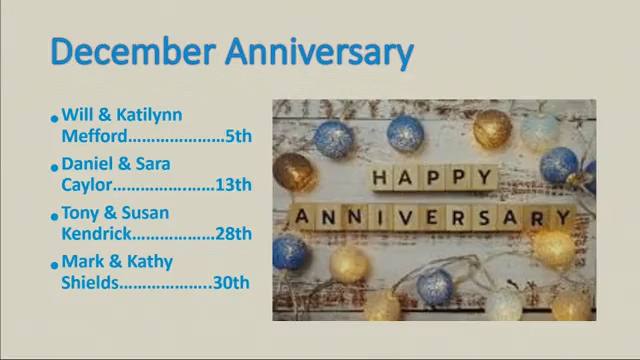 December Anniversary
•Will & Katilynn
Mefford…………………5th
•Daniel & Sara
Caylor…………….……13th
•Tony & Susan
Kendrick………………28th
•Mark & Kathy
Shields………………..30th
HAPPY
ANNIVERSARY